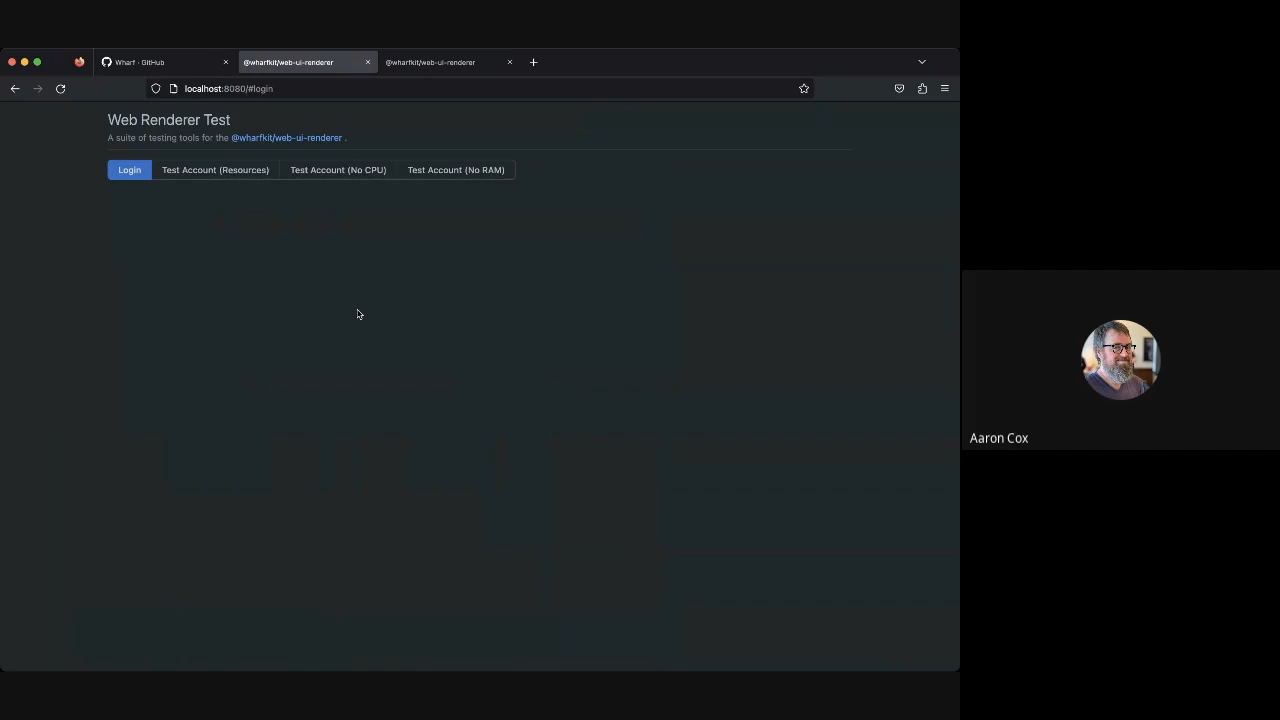 Wharf · GitHub
@wharfkit/web-ui-renderer
@wharfkit/web-ui-renderer
localhost:8080/#login
Web Renderer Test
A suite of testing tools for the @wharfkit/web-ui-renderer .
Login
Test Account (Resources)
Test Account (No CPU)
Test Account (No RAM)
Aaron Cox